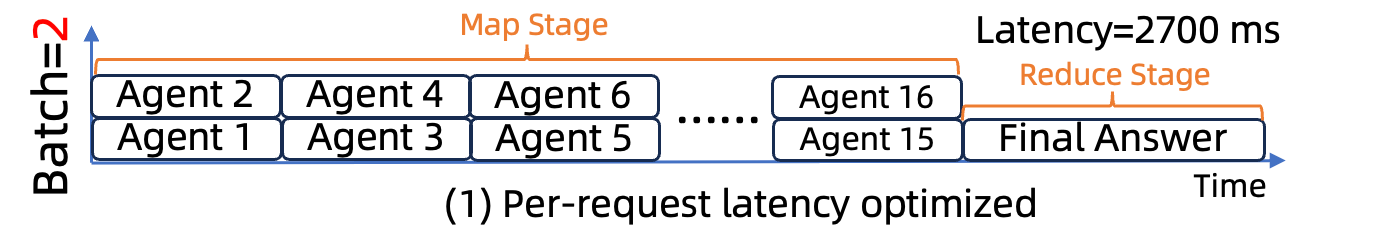 Batch=2
Map Stage
Latency=2700 ms
Reduce Stage
Agent 2
Agent 4
Agent 6
Agent 16
Agent 1
Agent 3
Agent 5
......
Agent 15
Final Answer
Time
(1) Per-request latency optimized